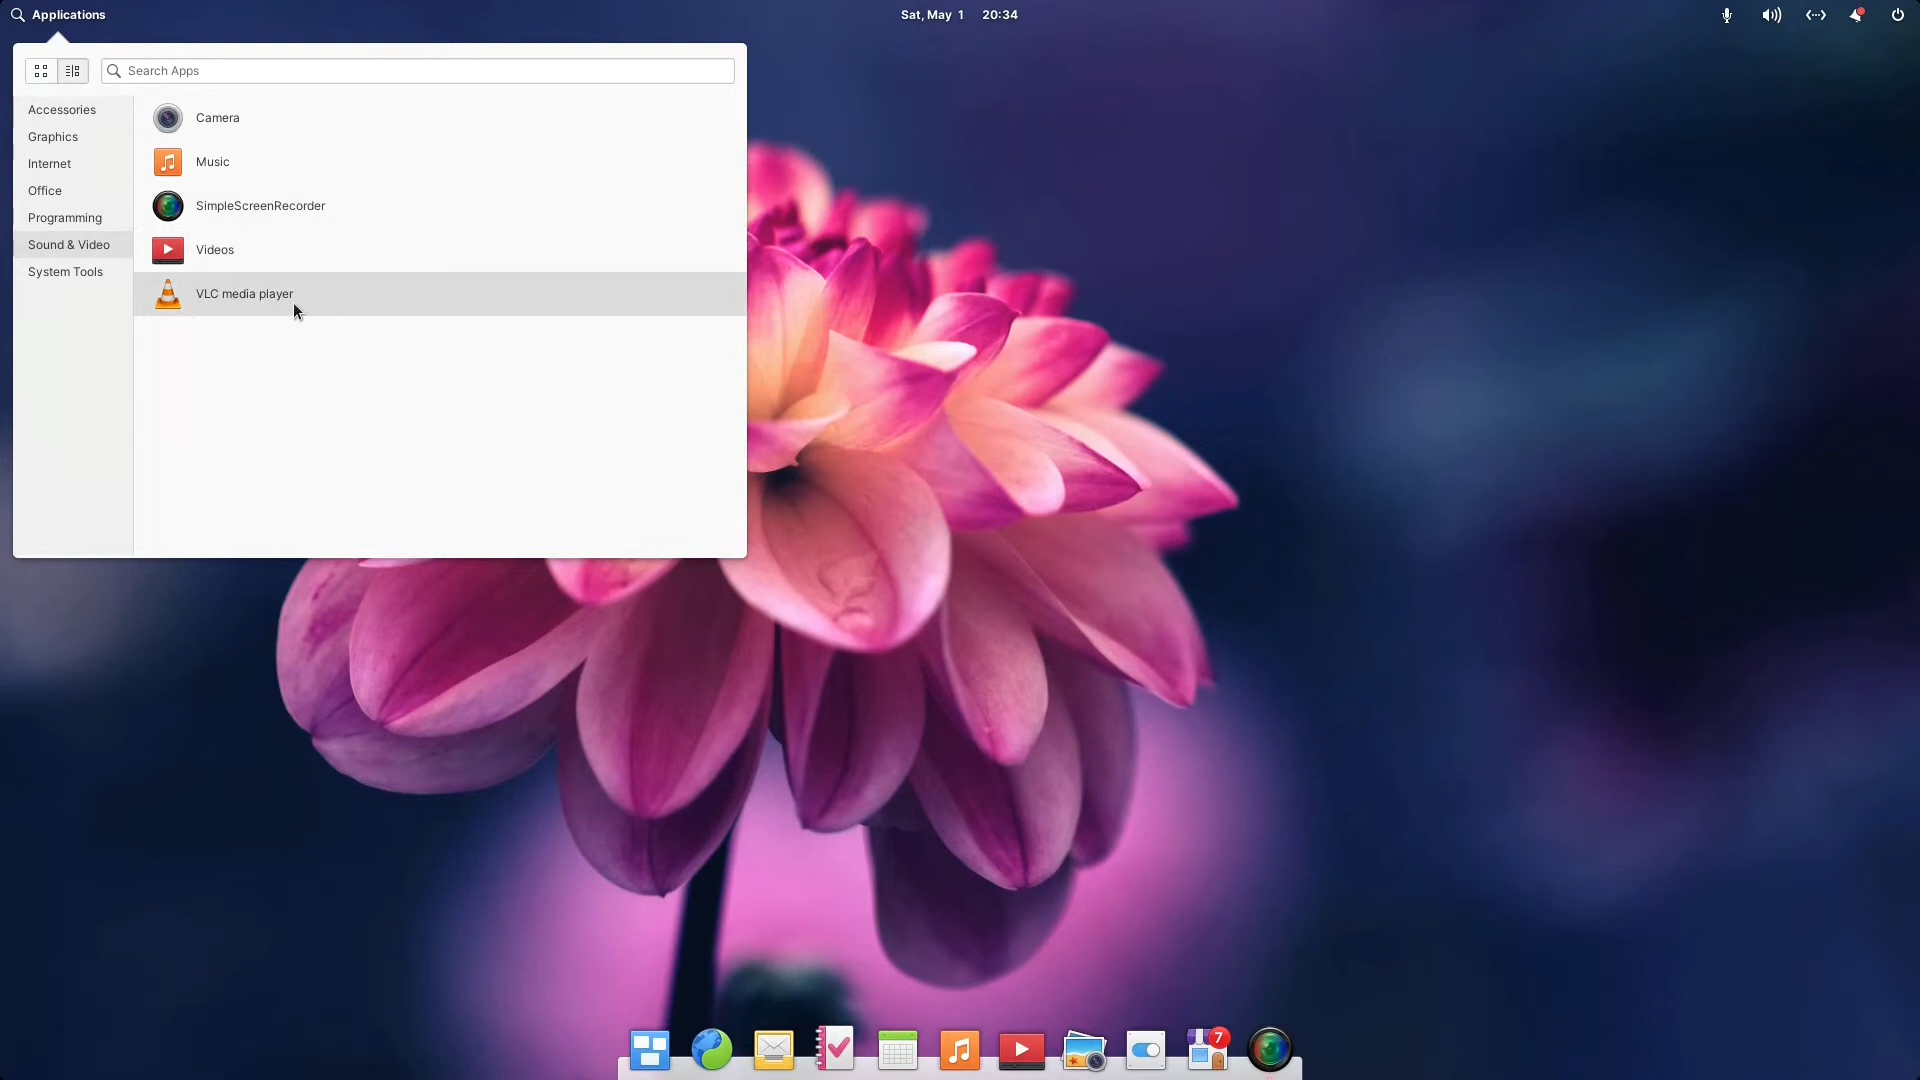 Applications
Sat, May 1 20:34
Search Apps
Accessories
Graphics
Internet
Office
Programming
Sound & Video
System Tools
Camera
Music
SimpleScreenRecorder
Videos
VLC media player
7